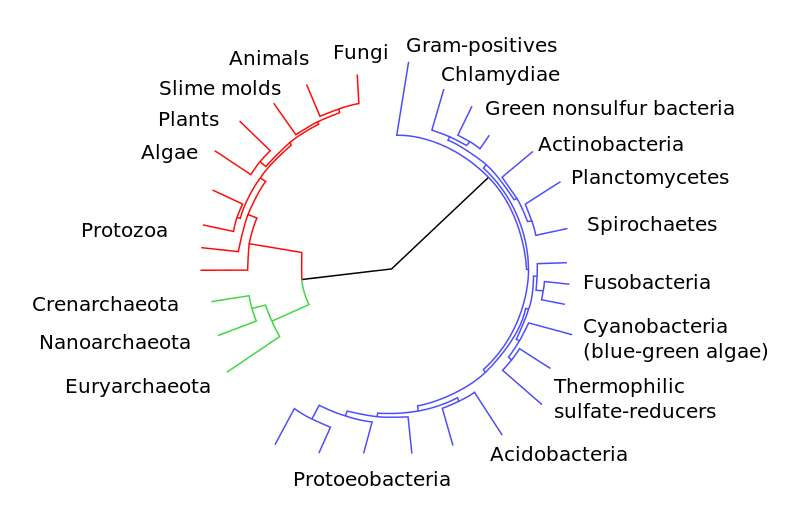 Fungi
Gram-positives
Animals
Chlamydiae
Slime molds
Green nonsulfur bacteria
Plants
Actinobacteria
Algae
Planctomycetes
Protozoa
Spirochaetes
Crenarchaeota
Fusobacteria
Nanoarchaeota
Cyanobacteria
(blue-green algae)
Euryarchaeota
Thermophilic
sulfate-reducers
Acidobacteria
Protoeobacteria